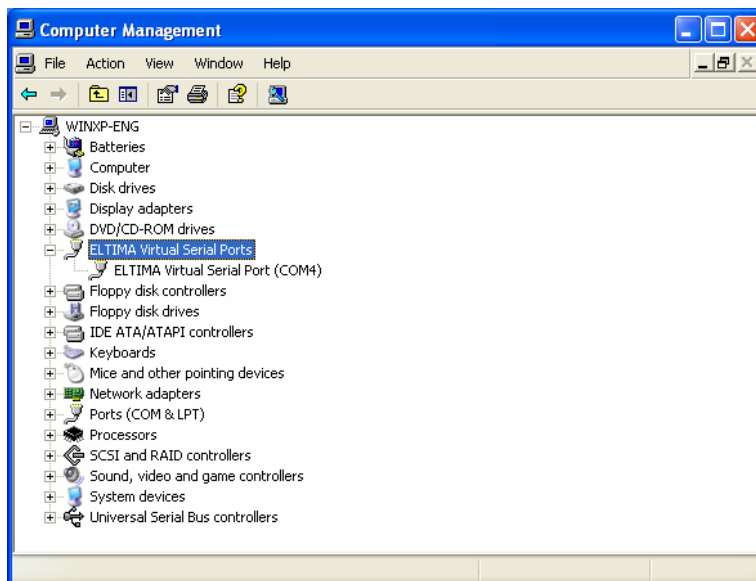 Computer Management
File Action View Window Help
WINXP-ENG
Batteries
Computer
Disk drives
Display adapters
DVD/CD-ROM drives
ELTIMA Virtual Serial Ports
ELTIMA Virtual Serial Port (COM4)
Floppy disk controllers
Floppy disk drives
IDE ATA/ATAPI controllers
Keyboards
Mice and other pointing devices
Network adapters
Ports (COM & LPT)
Processors
SCSI and RAID controllers
Sound, video and game controllers
System devices
Universal Serial Bus controllers